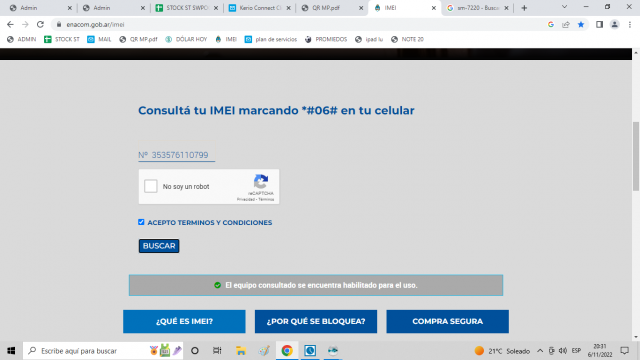 Admin
Admin
STOCK ST SWPO
Kerio Connect Cl
QR MP.pdf
IMEI
sm-7220 - Busca
enacom.gob.ar/imei
ADMIN
STOCK ST
MAIL
QR MP.pdf
DÓLAR HOY
IMEI
plan de servicios
PROMIEDOS
ipad lu
NOTE 20
Consultá tu IMEI marcando *#06# en tu celular
Nº 353576110799
No soy un robot
reCAPTCHA
Privacidad - Términos
ACEPTO TERMINOS Y CONDICIONES
BUSCAR
El equipo consultado se encuentra habilitado para el uso.
¿QUÉ ES IMEI?
¿POR QUÉ SE BLOQUEA?
COMPRA SEGURA
Escribe aquí para buscar
21°C Soleado
ESP
20:31
6/11/2022